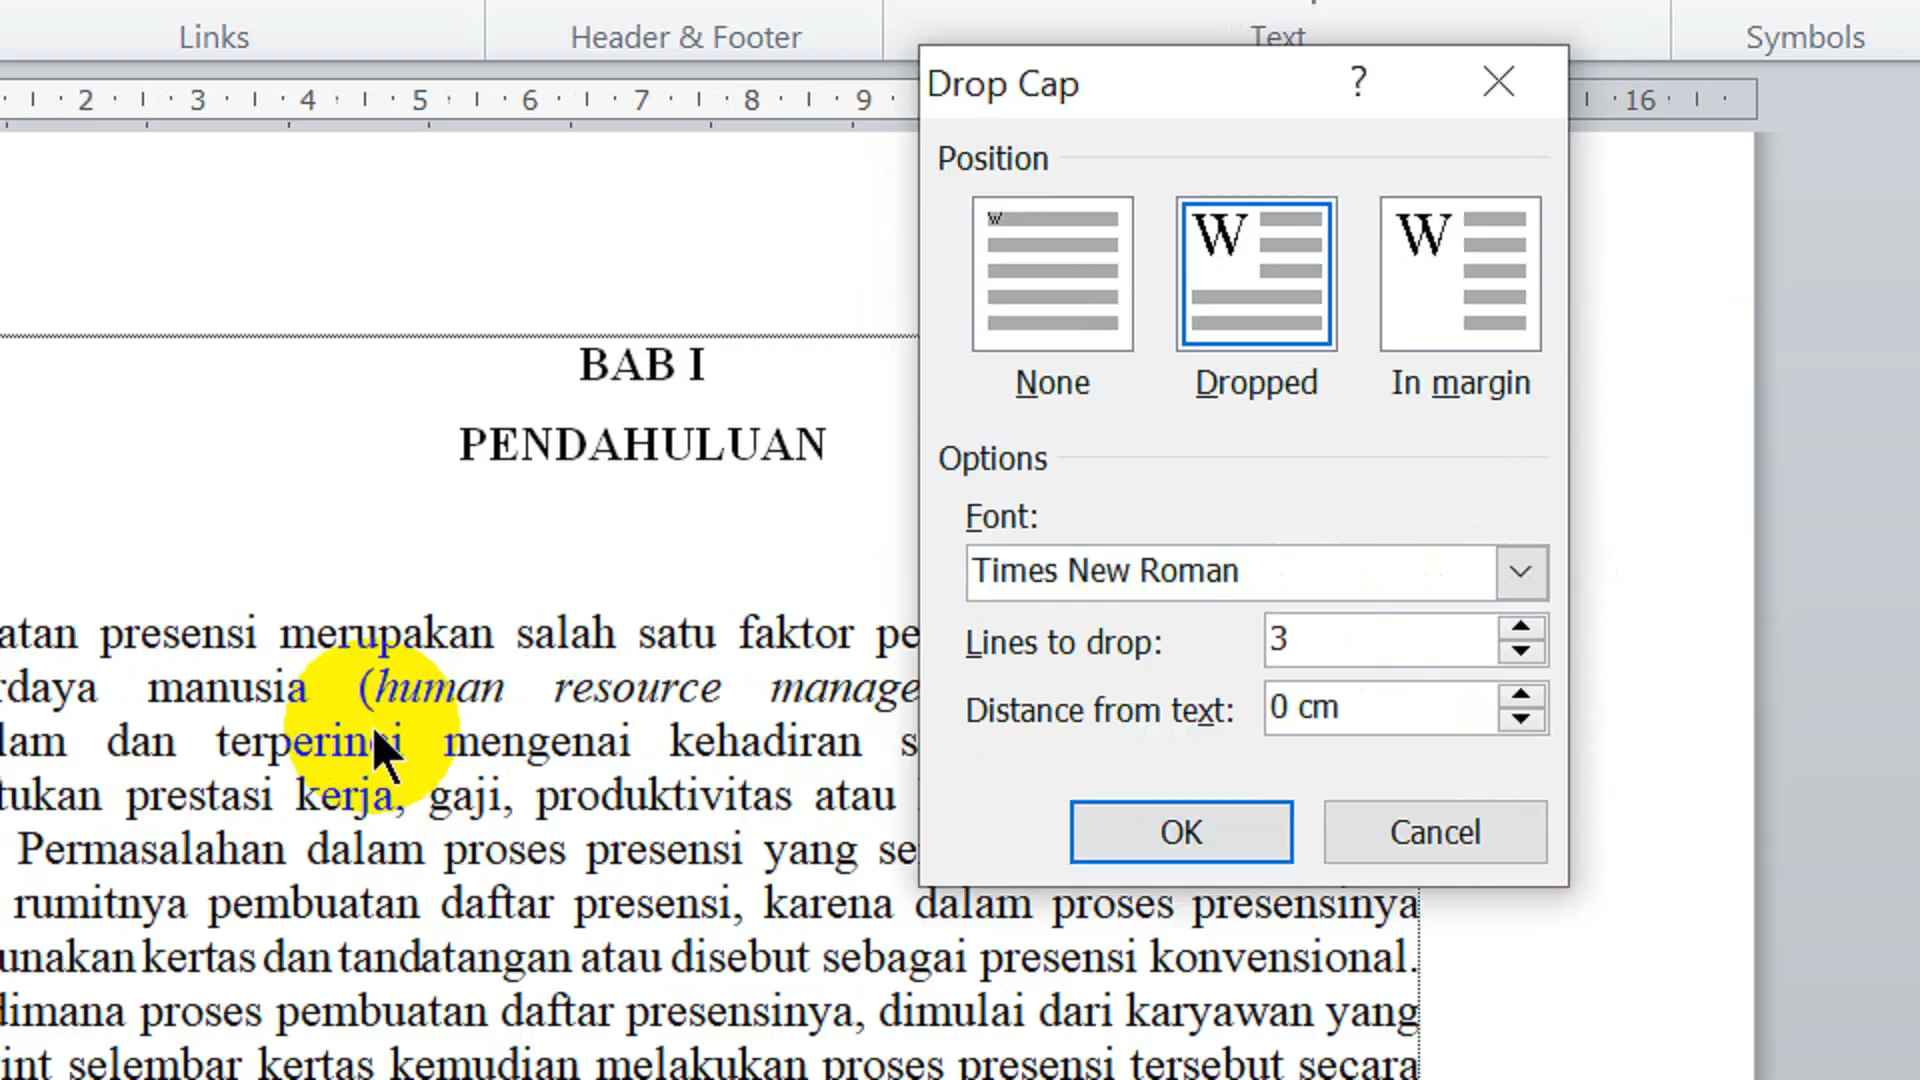 Links
Header & Footer
Text
Symbols
2 3 4 5 6 7 8 9 16
Drop Cap
?
Position
W W W
None
Dropped
In margin
Options
Font:
Times New Roman
Lines to drop:
3
Distance from text:
0 cm
OK
Cancel
BAB I
PENDAHULUAN
atan presensi merupakan salah satu faktor pe
rdaya manusia (human resource manage
lam dan terperinci mengenai kehadiran s
tukan prestasi kerja, gaji, produktivitas atau
Permasalahan dalam proses presensi yang se
rumitnya pembuatan daftar presensi, karena dalam proses presensinya
unakan kertas dan tandatangan atau disebut sebagai presensi konvensional.
dimana proses pembuatan daftar presensinya, dimulai dari karyawan yang
int selembar kertas kemudian melakukan proses presensi tersebut secara